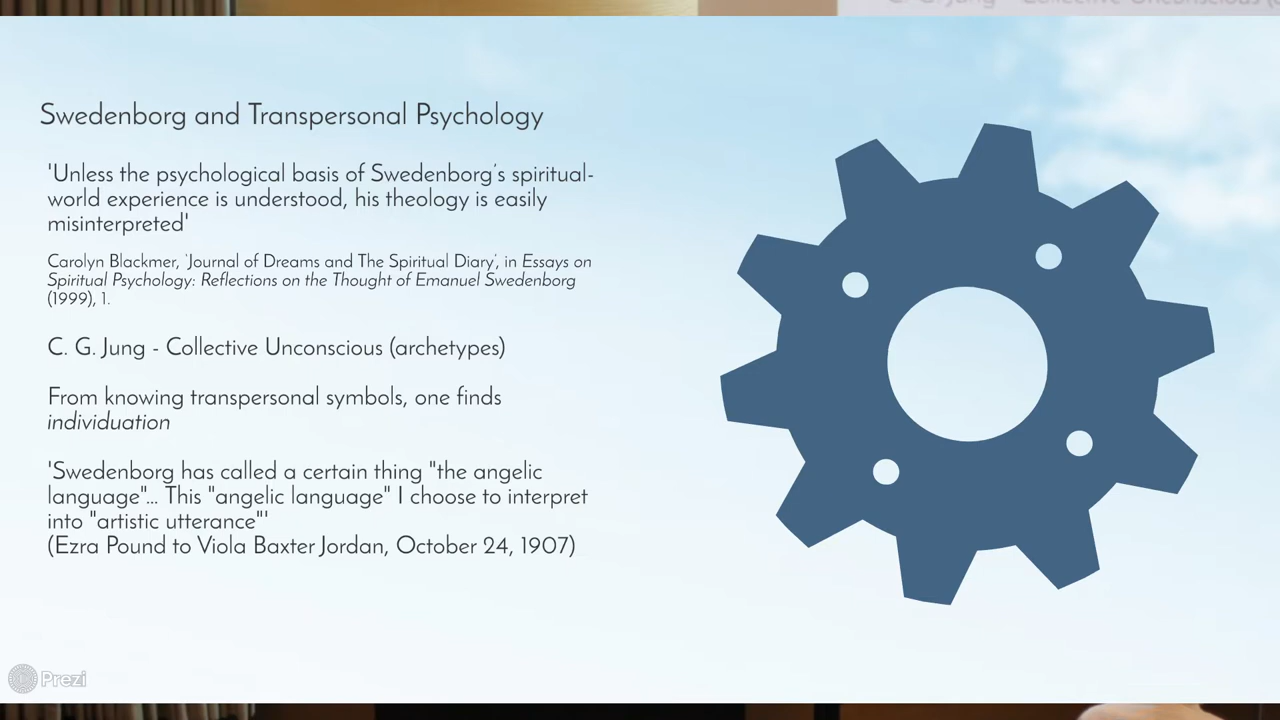 C. G. Jung - Collective Unconscious (
Swedenborg and Transpersonal Psychology
'Unless the psychological basis of Swedenborg's spiritual-
world experience is understood, his theology is easily
misinterpreted'
Carolyn Blackmer, 'Journal of Dreams and The Spiritual Diary', in Essays on
Spiritual Psychology: Reflections on the Thought of Emanuel Swedenborg
(1999), 1.
C. G. Jung - Collective Unconscious (archetypes)
From knowing transpersonal symbols, one finds
individuation
'Swedenborg has called a certain thing "the angelic
language"... This "angelic language" I choose to interpret
into "artistic utterance"'
(Ezra Pound to Viola Baxter Jordan, October 24, 1907)
Prezi